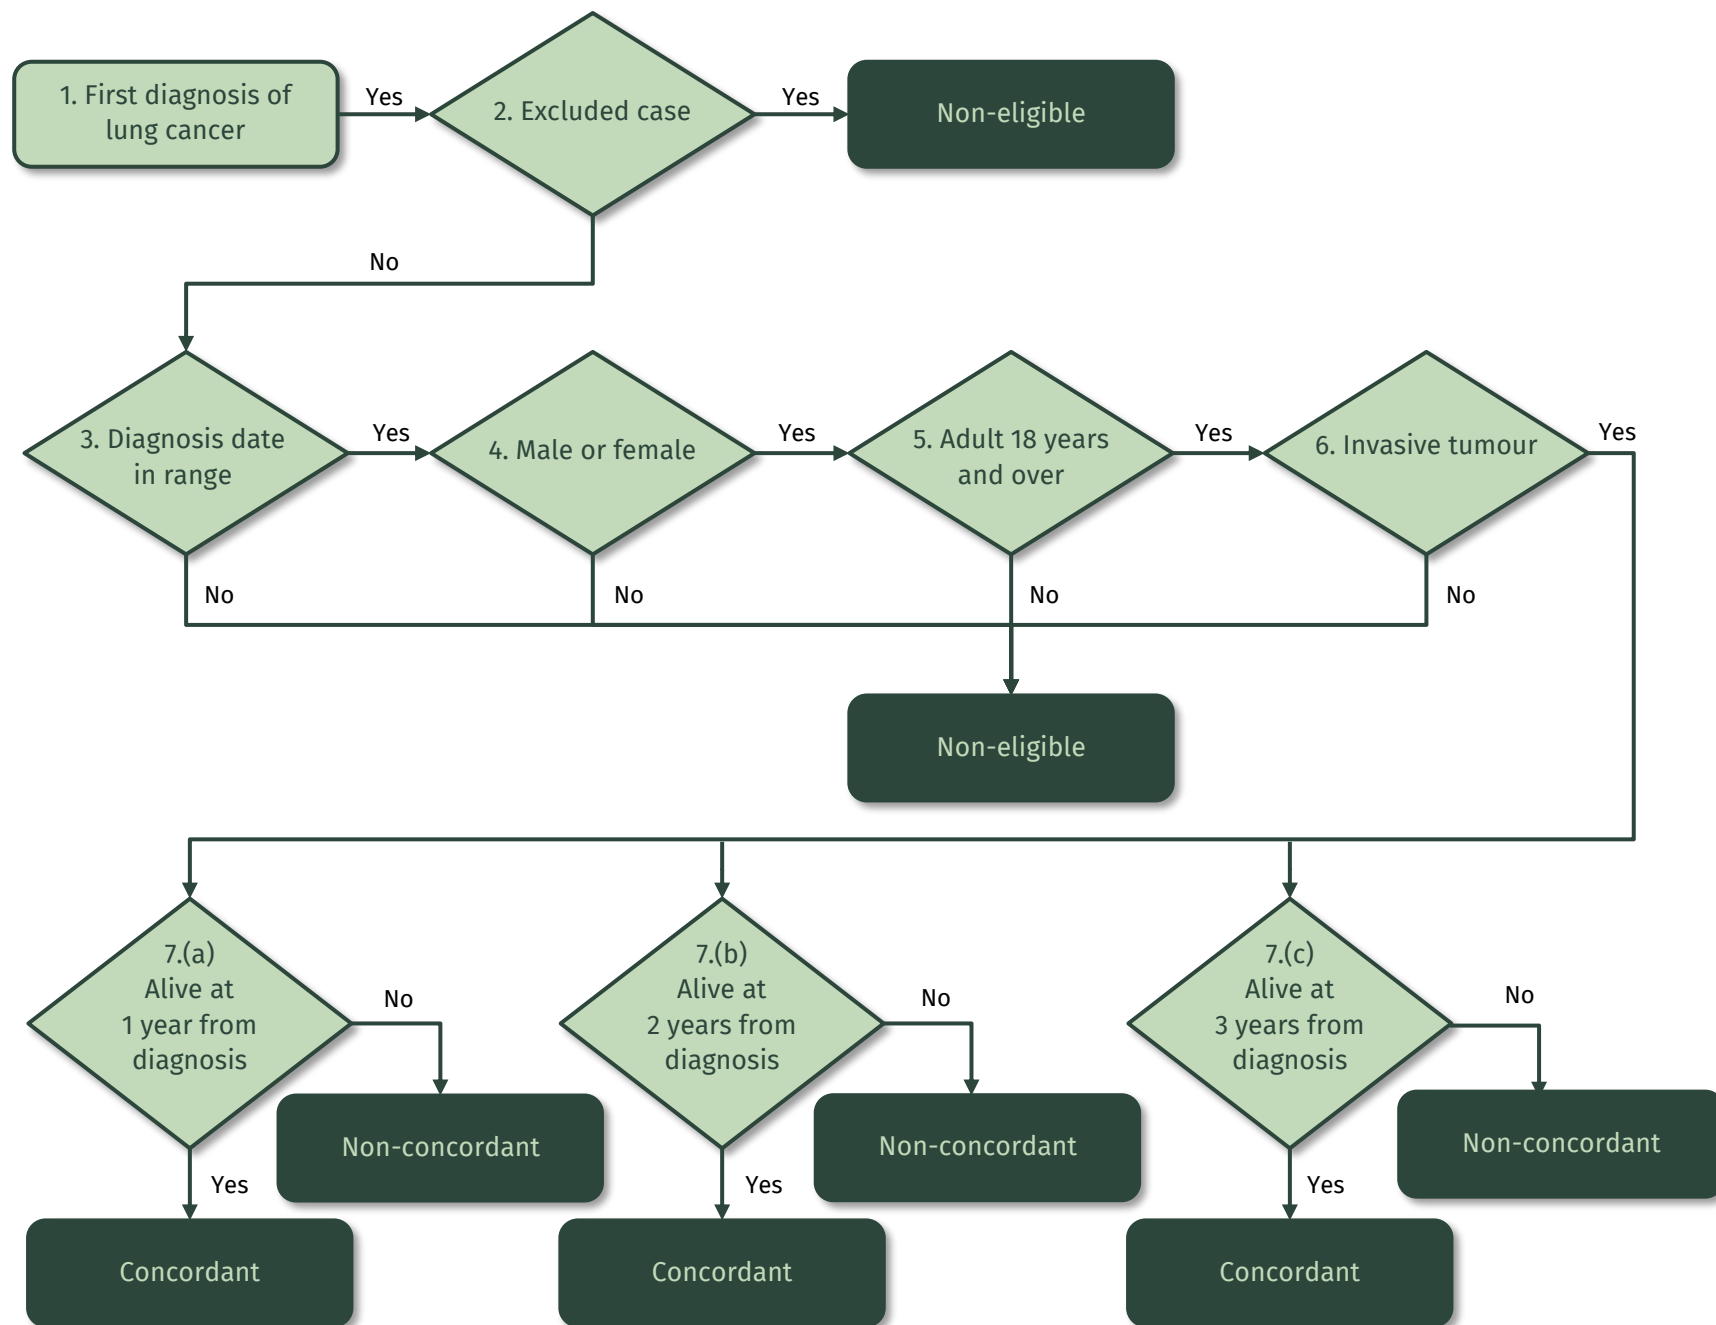 1. First diagnosis of
lung cancer
Yes
2. Excluded case
Yes
Non-eligible
No
3. Diagnosis date
in range
Yes
4. Male or female
Yes
5. Adult 18 years
and over
Yes
6. Invasive tumour
Yes
No
No
No
No
Non-eligible
7.(a)
Alive at
1 year from
diagnosis
No
Non-concordant
Yes
Concordant
7.(b)
Alive at
2 years from
diagnosis
No
Non-concordant
Yes
Concordant
7.(c)
Alive at
3 years from
diagnosis
No
Non-concordant
Yes
Concordant